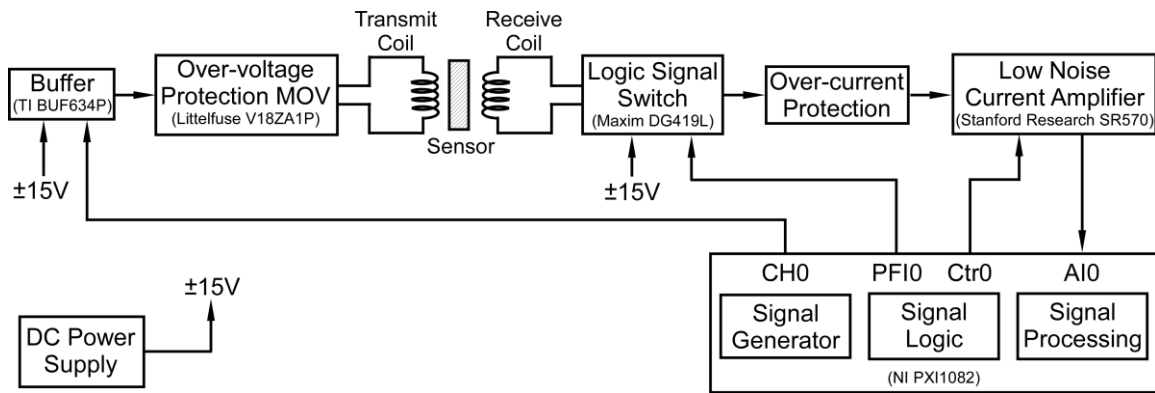 Transmit
Coil
Receive
Coil
Buffer
(TI BUF634P)
Over-voltage
Protection MOV
(Littelfuse V18ZA1P)
Sensor
Logic Signal
Switch
(Maxim DG419L)
Over-current
Protection
Low Noise
Current Amplifier
(Stanford Research SR570)
±15V
±15V
CH0
PFI0
Ctr0
AI0
Signal
Generator
Signal
Logic
Signal
Processing
(NI PXI1082)
±15V
DC Power
Supply